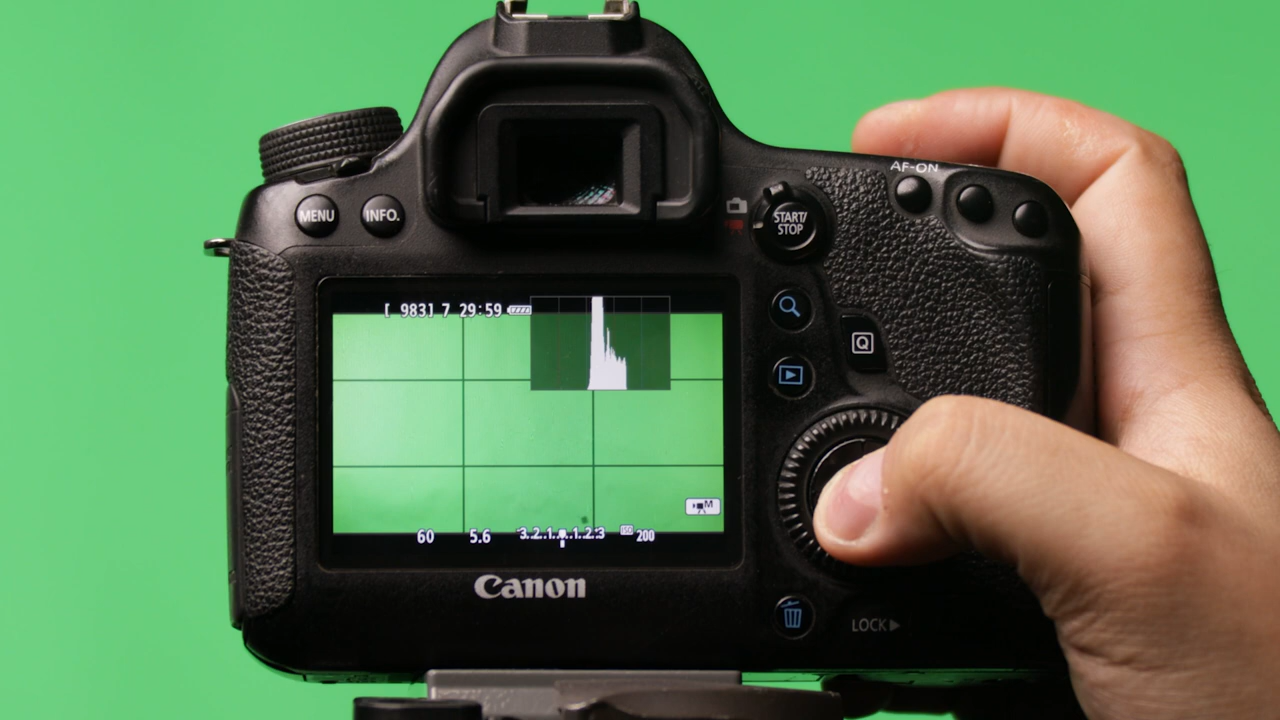 AF-ON
MENU INFO.
START/
STOP
[ 983] 7 29:59
Q
M
60 5.6 -3..2..1..0..1..2..3 ISO 200
Canon
LOCK▶